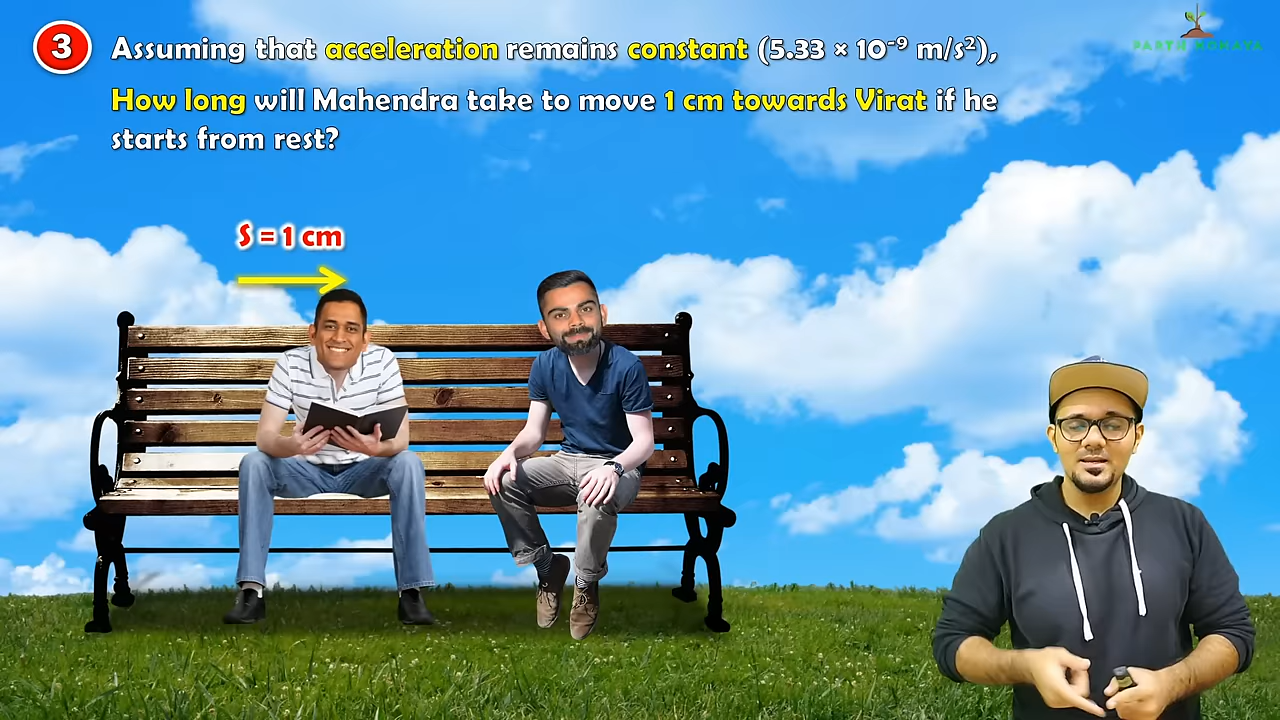 3
Assuming that acceleration remains constant (5.33 × 10⁻⁹ m/s²),
How long will Mahendra take to move 1 cm towards Virat if he
starts from rest?
S = 1 cm